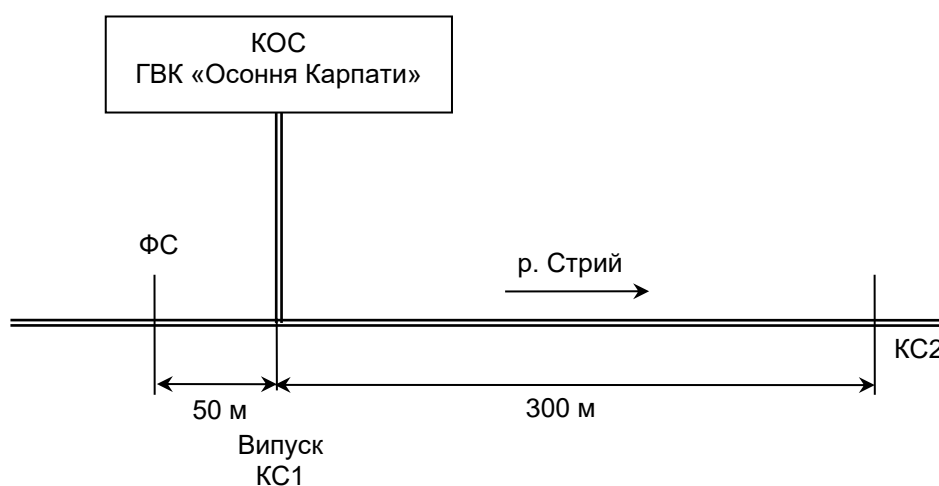 КОС
ГВК «Осоння Карпати»
ФС
р. Стрий
КС2
50 м
300 м
Випуск
КС1